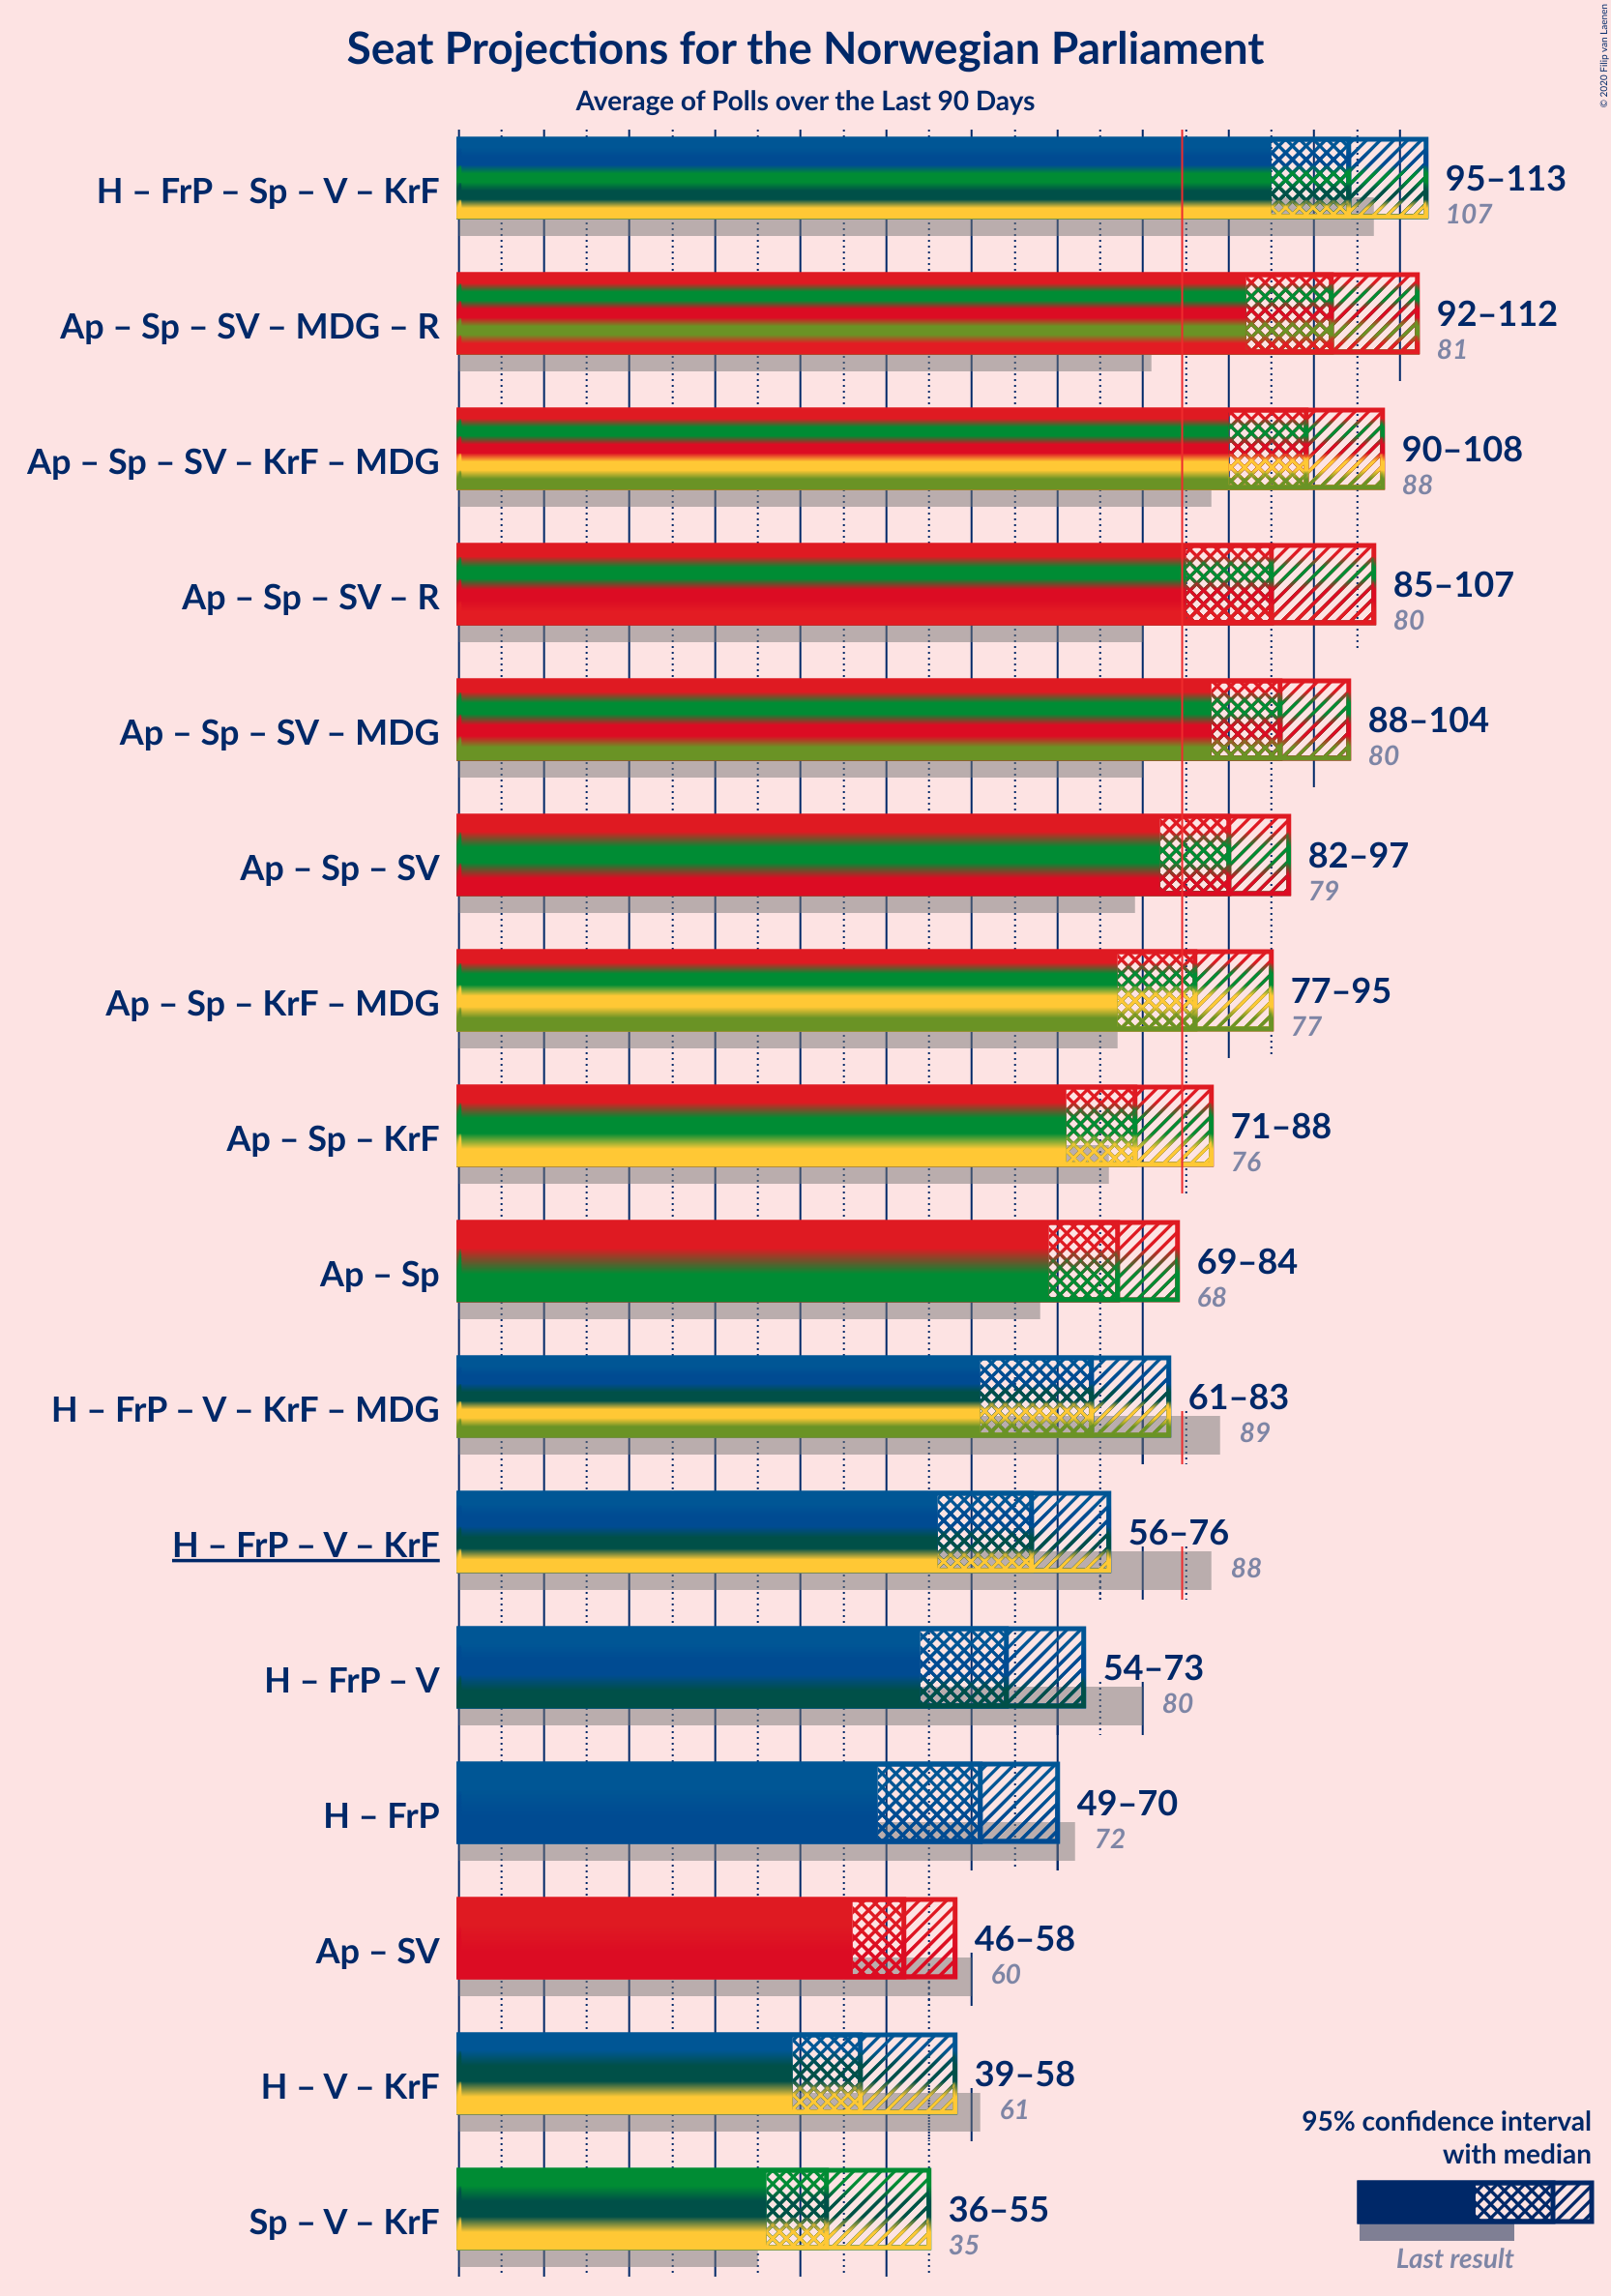 © 2020 Filip van Laenen
Seat Projections for the Norwegian Parliament
Average of Polls over the Last 90 Days
H – FrP – Sp – V – KrF
95–113
107
Ap – Sp – SV – MDG – R
92–112
81
Ap – Sp – SV – KrF – MDG
90–108
88
Ap – Sp – SV – R
85–107
80
Ap – Sp – SV – MDG
88–104
80
Ap – Sp – SV
82–97
79
Ap – Sp – KrF – MDG
77–95
77
Ap – Sp – KrF
71–88
76
Ap – Sp
69–84
68
H – FrP – V – KrF – MDG
61–83
89
H – FrP – V – KrF
56–76
88
H – FrP – V
54–73
80
H – FrP
49–70
72
Ap – SV
46–58
60
H – V – KrF
39–58
61
Sp – V – KrF
36–55
35
95% confidence interval
with median
Last result